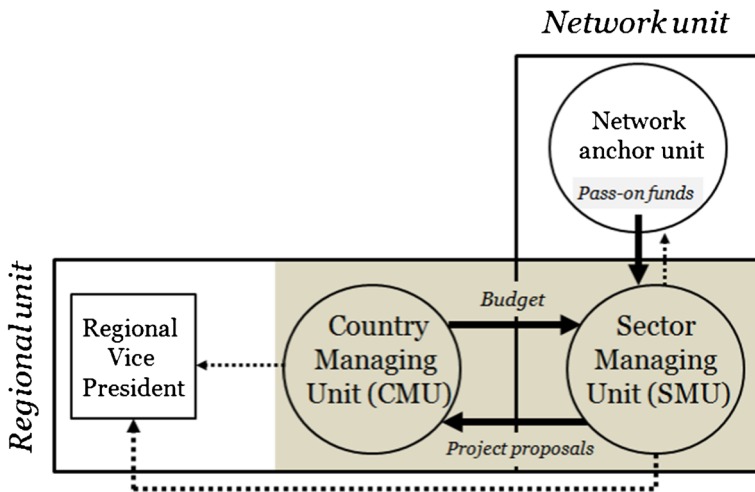 Network unit
Network
anchor unit
Pass-on funds
Regional unit
Regional
Vice
President
Country
Managing
Unit (CMU)
Budget
Project proposals
Sector
Managing
Unit (SMU)